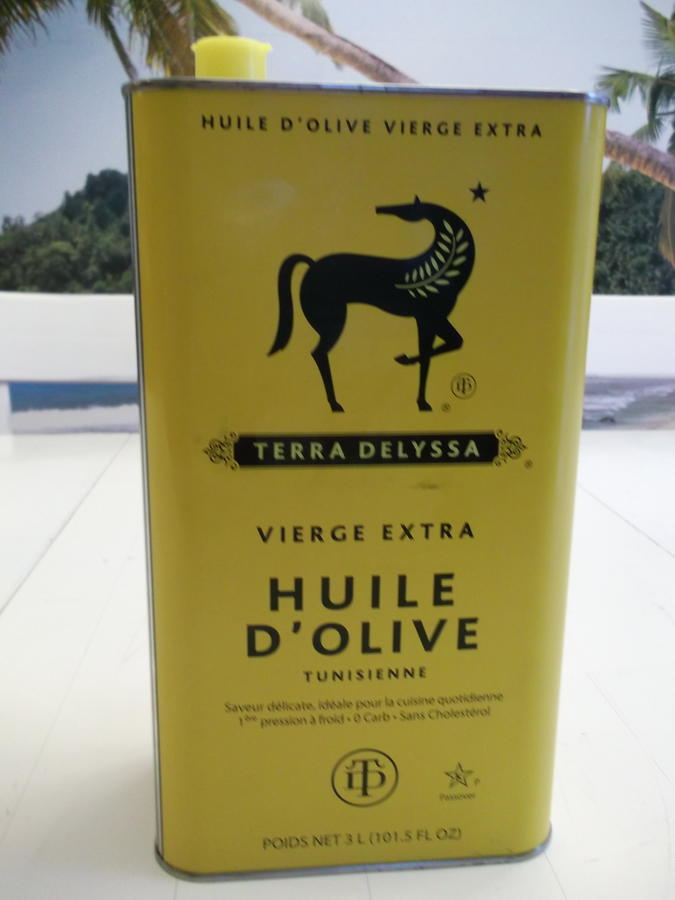 HUILE D'OLIVE VIERGE EXTRA
TERRA DELYSSA
VIERGE EXTRA
HUILE
D'OLIVE
TUNISIENNE
Saveur délicate, idéale pour la cuisine quotidienne
1ère pression à froid • 0 Carb • Sans Cholestérol
K P
Passover
POIDS NET 3 L (101.5 FL OZ)